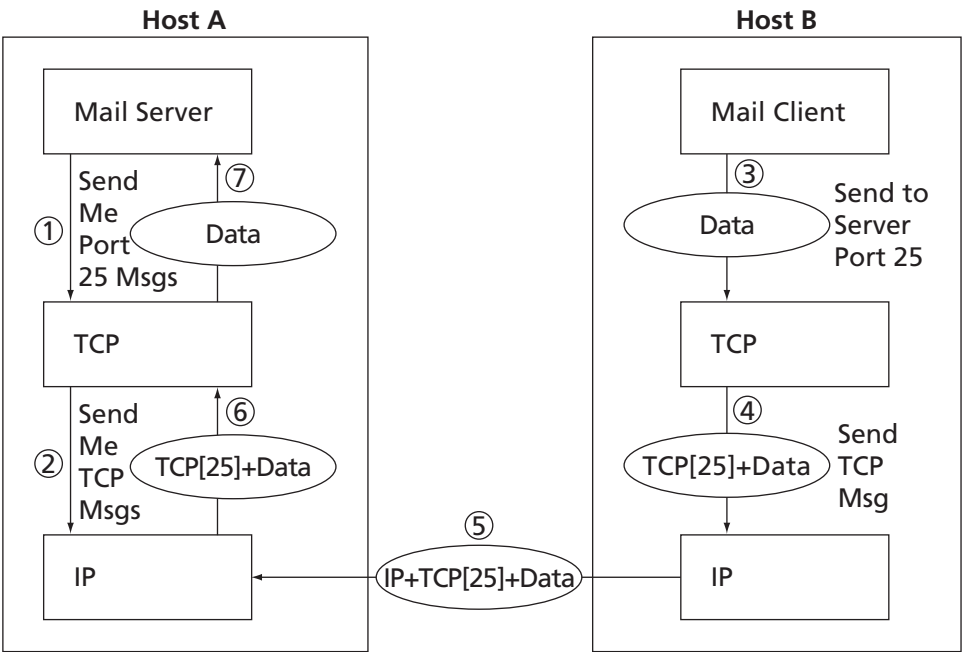 Host A
Mail Server
① Send
Me
Port
25 Msgs
⑦
Data
TCP
② Send
Me
TCP
Msgs
⑥
TCP[25]+Data
IP
⑤
IP+TCP[25]+Data
Host B
Mail Client
③
Data
Send to
Server
Port 25
TCP
④
TCP[25]+Data
Send
TCP
Msg
IP